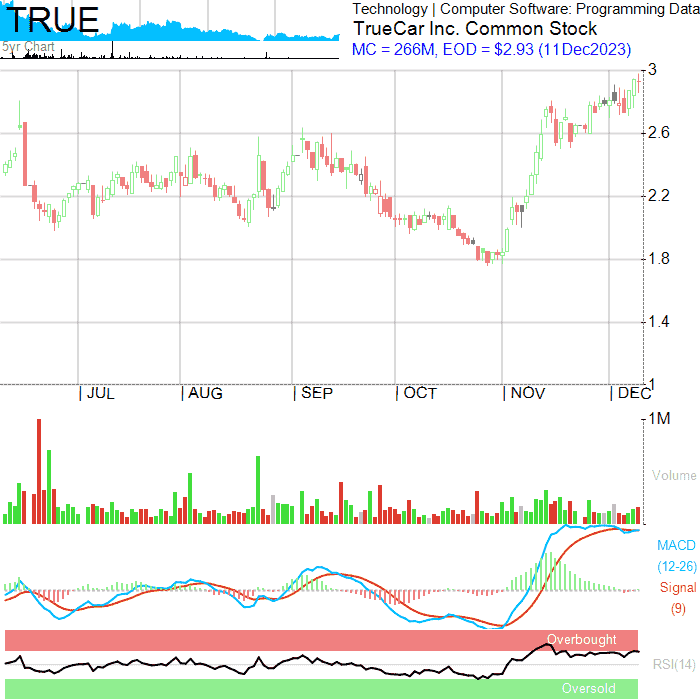 TRUE
5yr Chart
Technology | Computer Software: Programming Data
TrueCar Inc. Common Stock
MC = 266M, EOD = $2.93 (11Dec2023)
3
2.6
2.2
1.8
1.4
1
| JUL | AUG | SEP | OCT | NOV | DEC
1M
Volume
MACD
(12-26)
Signal
(9)
Overbought
RSI(14)
Oversold